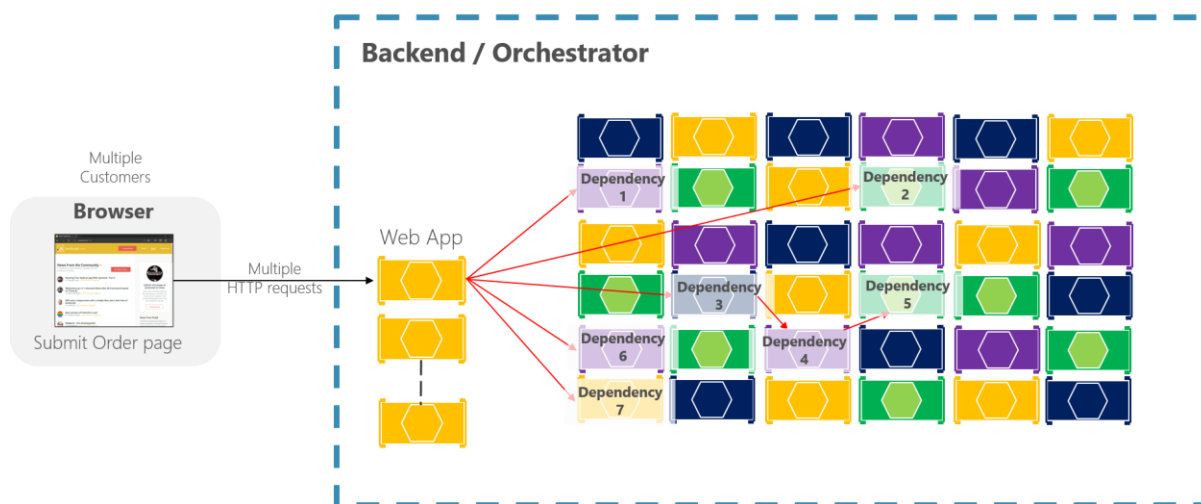 Backend / Orchestrator
Multiple
Customers
Browser
Submit Order page
Multiple
HTTP requests
Web App
Dependency
1
Dependency
2
Dependency
3
Dependency
5
Dependency
6
Dependency
4
Dependency
7